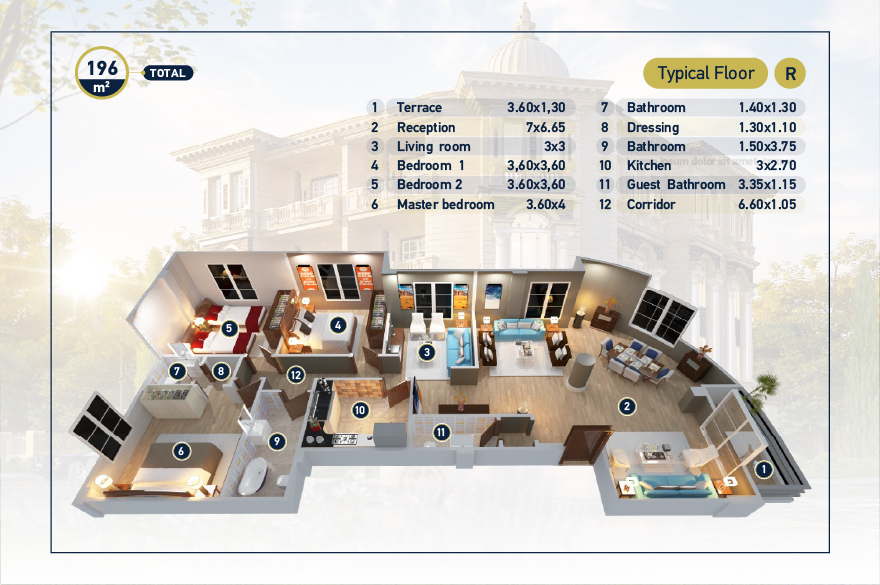 196
m²
TOTAL
Typical Floor R
1 Terrace 3.60x1,30
2 Reception 7x6.65
3 Living room 3x3
4 Bedroom 1 3,60x3,60
5 Bedroom 2 3.60x3,60
6 Master bedroom 3.60x4
7 Bathroom 1.40x1.30
8 Dressing 1.30x1.10
9 Bathroom 1.50x3.75
10 Kitchen 3x2.70
11 Guest Bathroom 3.35x1.15
12 Corridor 6.60x1.05
dolor sit amet
5
4
3
7
8
12
10
2
11
9
6
1